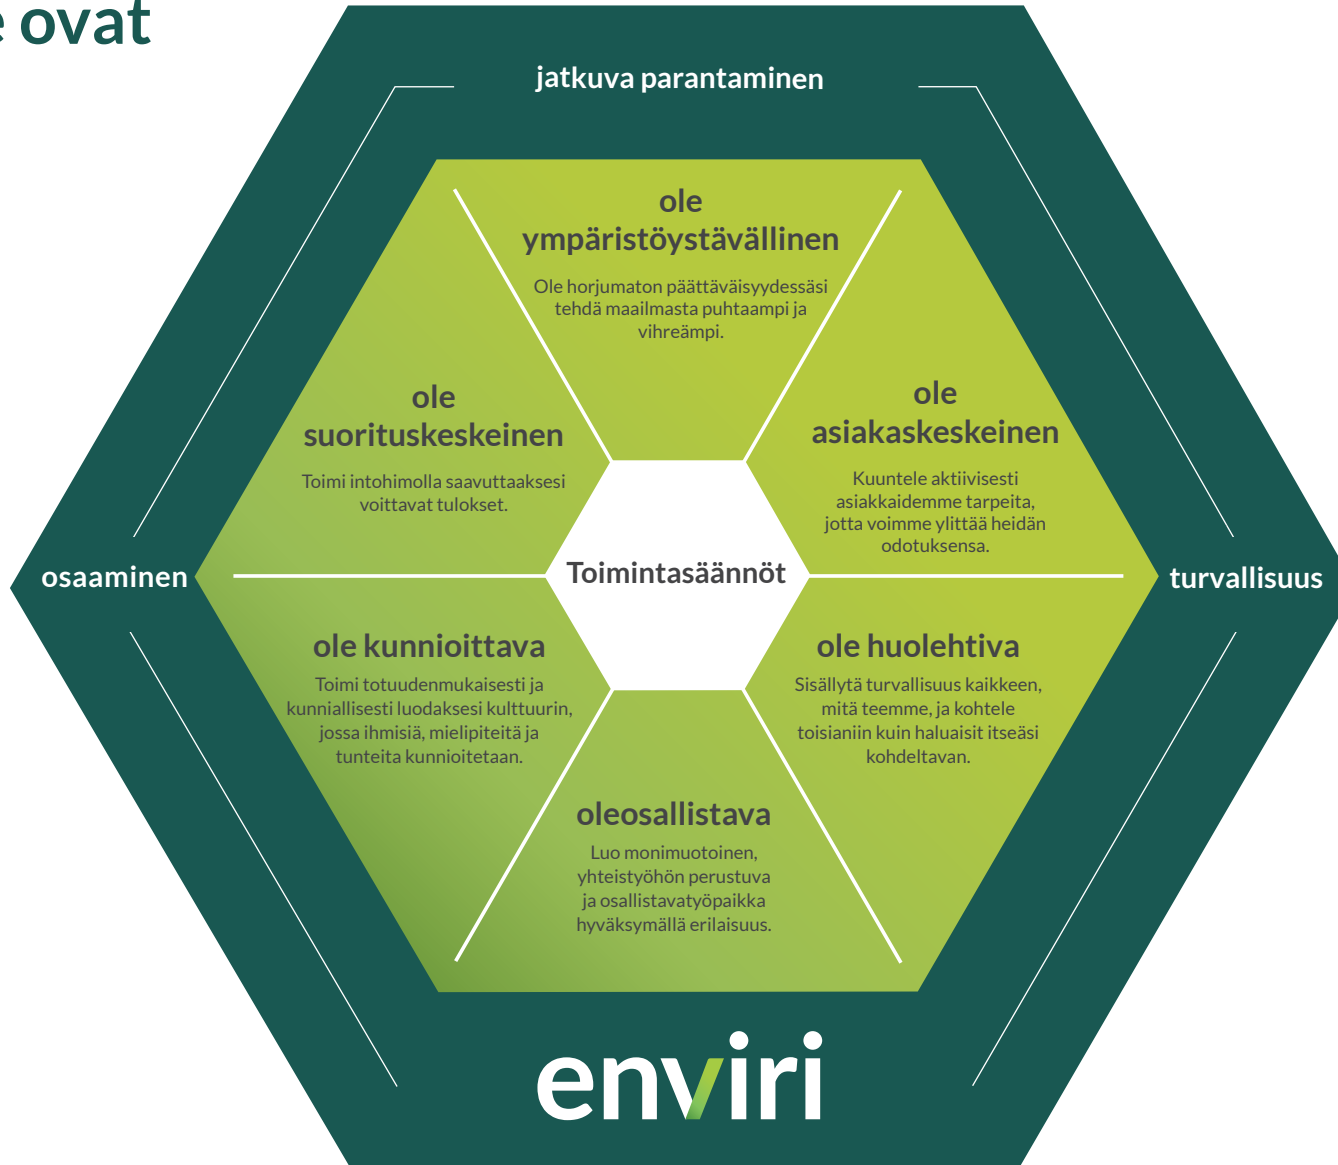 ovat
jatkuva parantaminen
ole
ympäristöystävällinen
Ole horjumaton päättäväisyydessäsi
tehdä maailmasta puhtaampi ja
vihreämpi.
ole
suorituskeskeinen
Toimi intohimolla saavuttaaksesi
voittavat tulokset.
ole
asiakaskeskeinen
Kuuntele aktiivisesti
asiakkaidemme tarpeita,
jotta voimme ylittää heidän
odotuksensa.
osaaminen
Toimintasäännöt
turvallisuus
ole kunnioittava
Toimi totuudenmukaisesti ja
kunniallisesti luodaksesi kulttuurin,
jossa ihmisiä, mielipiteitä ja
tunteita kunnioitetaan.
ole huolehtiva
Sisällytä turvallisuus kaikkeen,
mitä teemme, ja kohtele
toisianiin kuin haluaisit itseäsi
kohdeltavan.
oleosallistava
Luo monimuotoinen,
yhteistyöhön perustuva
ja osallistavatyöpaikka
hyväksymällä erilaisuus.
enviri